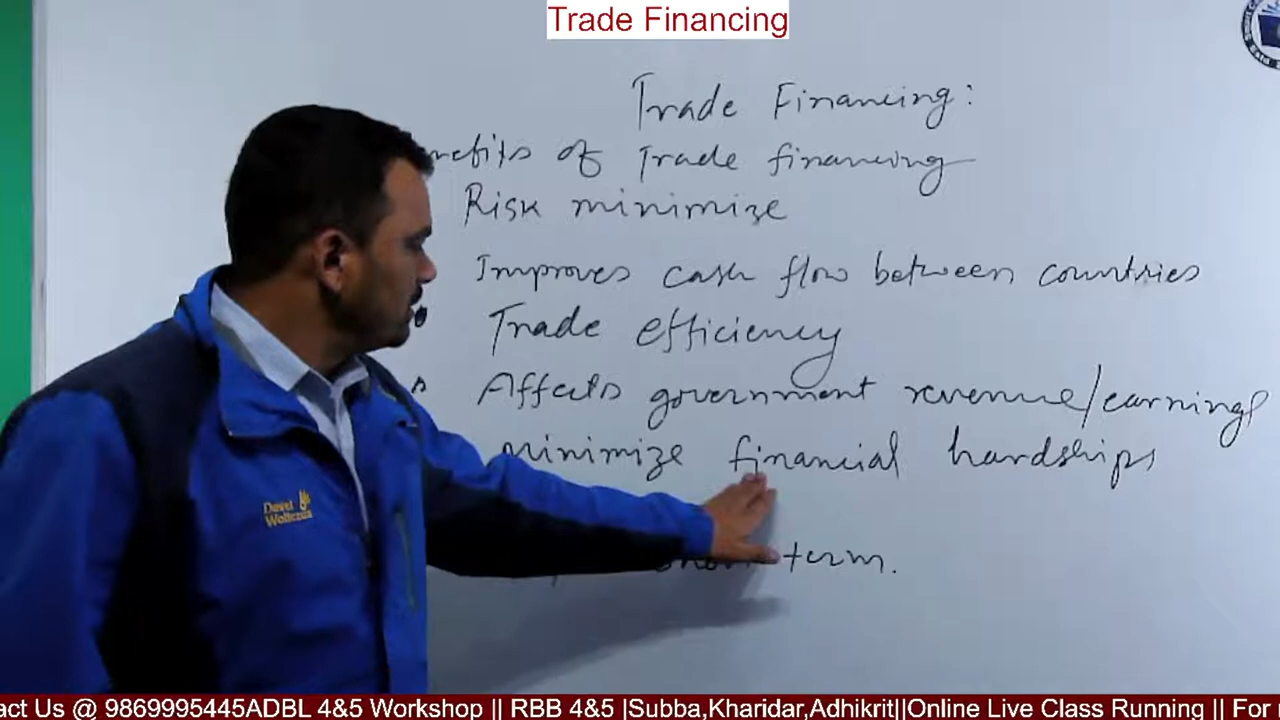 Trade Financing
Trade Financing:
nefits of Trade financing
Risk minimize
Improves cash flow between countries
Trade efficiency
Affects government revenue/earnings
minimize financial hardships
term.
act Us @ 9869995445ADBL 4&5 Workshop || RBB 4&5 |Subba,Kharidar,Adhikrit||Online Live Class Running || For